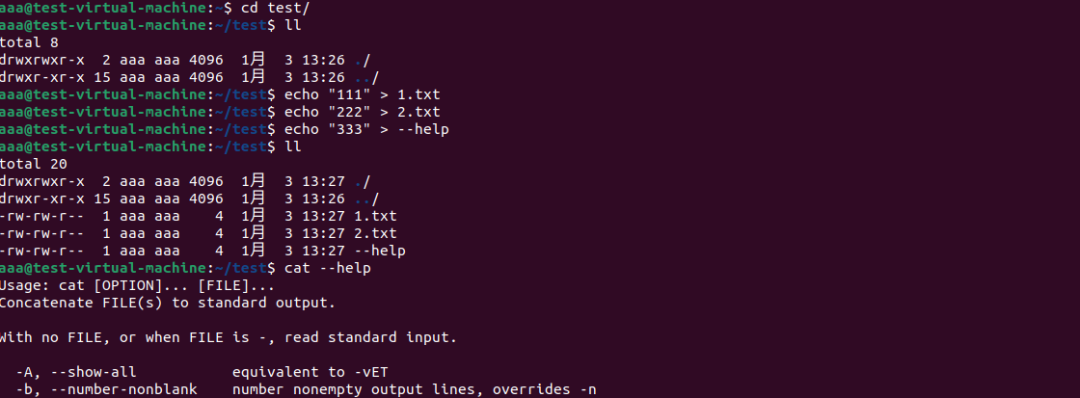 aaa@test-virtual-machine:~$ cd test/
aaa@test-virtual-machine:~/test$ ll
total 8
drwxrwxr-x  2 aaa aaa 4096  1月  3 13:26 ./
drwxr-xr-x 15 aaa aaa 4096  1月  3 13:26 ../
aaa@test-virtual-machine:~/test$ echo "111" > 1.txt
aaa@test-virtual-machine:~/test$ echo "222" > 2.txt
aaa@test-virtual-machine:~/test$ echo "333" > --help
aaa@test-virtual-machine:~/test$ ll
total 20
drwxrwxr-x  2 aaa aaa 4096  1月  3 13:27 ./
drwxr-xr-x 15 aaa aaa 4096  1月  3 13:26 ../
-rw-rw-r--  1 aaa aaa    4  1月  3 13:27 1.txt
-rw-rw-r--  1 aaa aaa    4  1月  3 13:27 2.txt
-rw-rw-r--  1 aaa aaa    4  1月  3 13:27 --help
aaa@test-virtual-machine:~/test$ cat --help
Usage: cat [OPTION]... [FILE]...
Concatenate FILE(s) to standard output.

With no FILE, or when FILE is -, read standard input.

  -A, --show-all           equivalent to -vET
  -b, --number-nonblank    number nonempty output lines, overrides -n